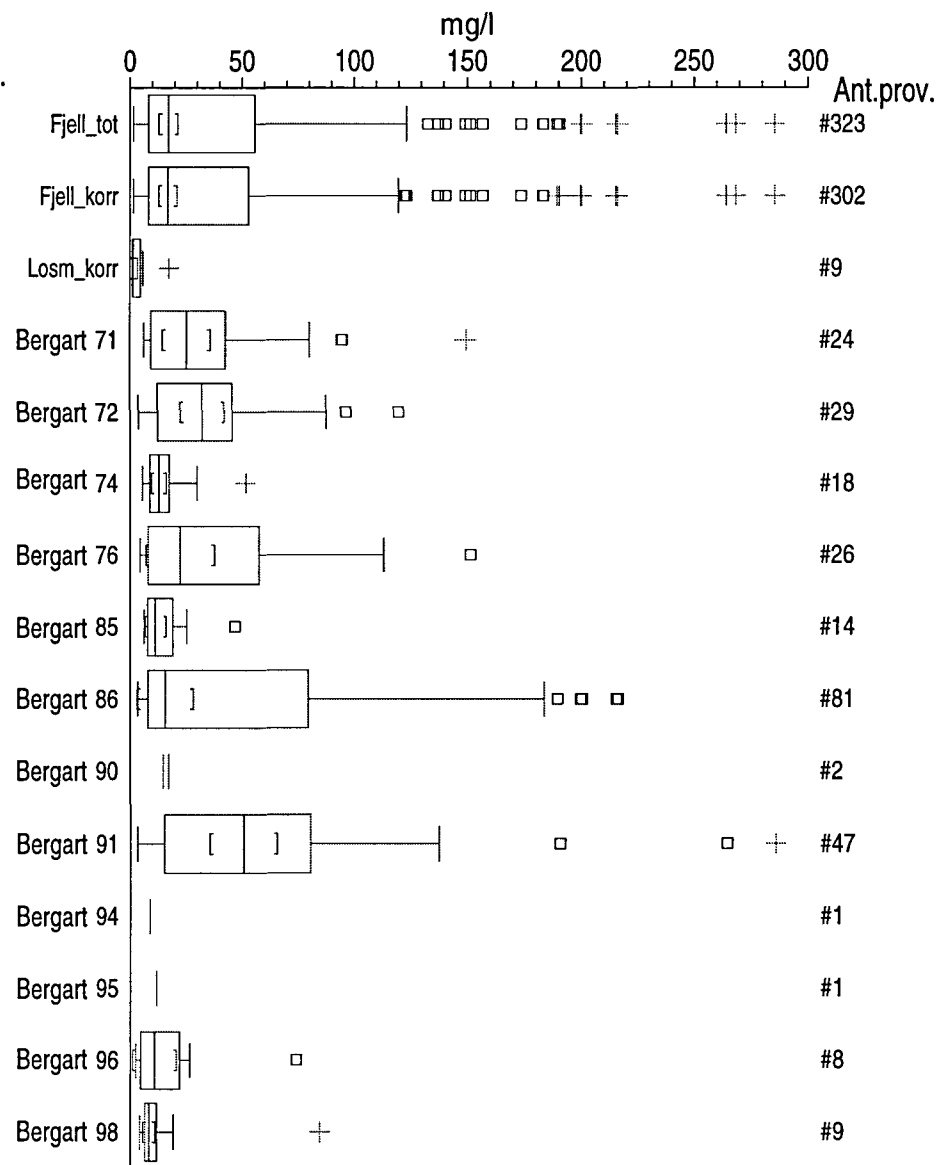 mg/l
0 50 100 150 200 250 300
Ant.prov.
Fjell_tot #323
Fjell_korr #302
Losm_korr #9
Bergart 71 #24
Bergart 72 #29
Bergart 74 #18
Bergart 76 #26
Bergart 85 #14
Bergart 86 #81
Bergart 90 #2
Bergart 91 #47
Bergart 94 #1
Bergart 95 #1
Bergart 96 #8
Bergart 98 #9